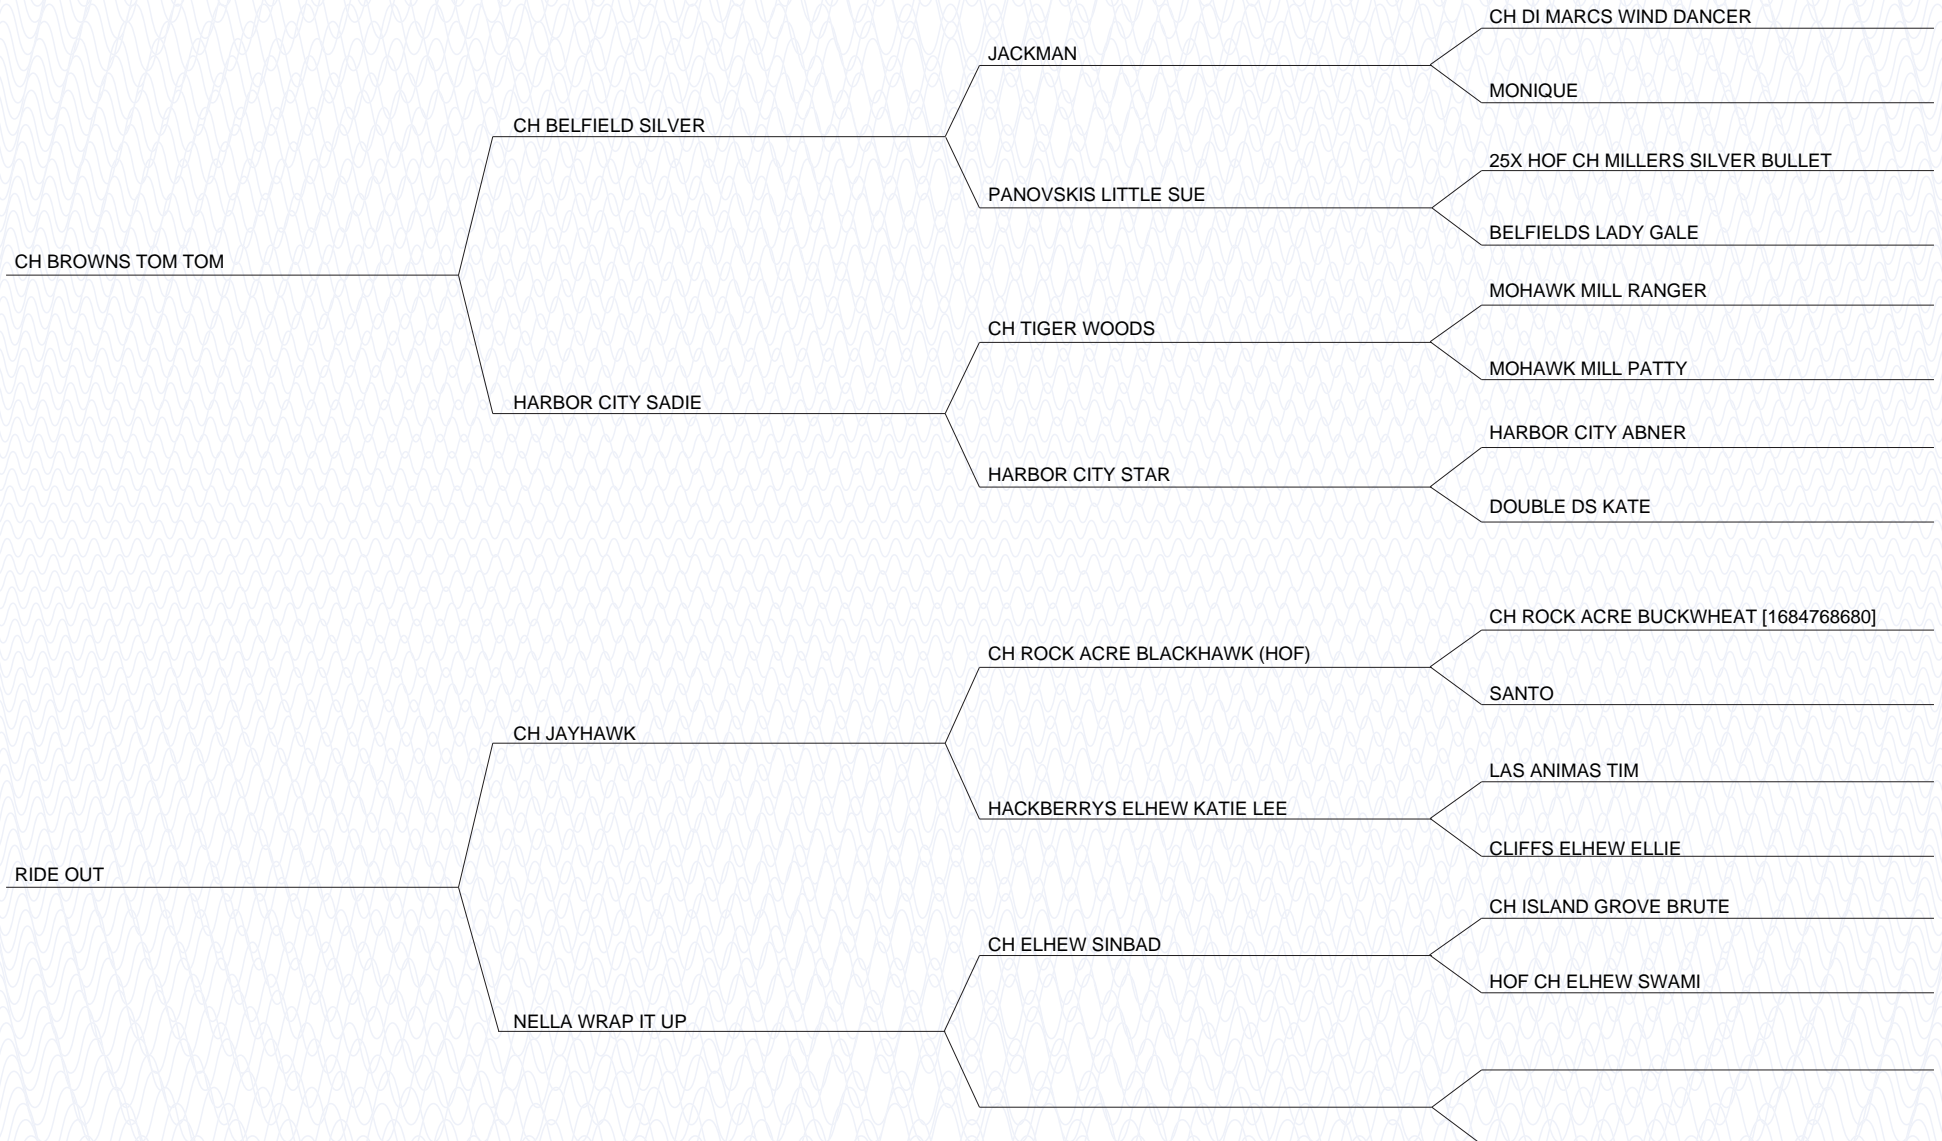 CH DI MARCS WIND DANCER
JACKMAN
MONIQUE
CH BELFIELD SILVER
25X HOF CH MILLERS SILVER BULLET
PANOVSKIS LITTLE SUE
BELFIELDS LADY GALE
CH BROWNS TOM TOM
MOHAWK MILL RANGER
CH TIGER WOODS
MOHAWK MILL PATTY
HARBOR CITY SADIE
HARBOR CITY ABNER
HARBOR CITY STAR
DOUBLE DS KATE
CH ROCK ACRE BUCKWHEAT [1684768680]
CH ROCK ACRE BLACKHAWK (HOF)
SANTO
CH JAYHAWK
LAS ANIMAS TIM
HACKBERRYS ELHEW KATIE LEE
CLIFFS ELHEW ELLIE
RIDE OUT
CH ISLAND GROVE BRUTE
CH ELHEW SINBAD
HOF CH ELHEW SWAMI
NELLA WRAP IT UP